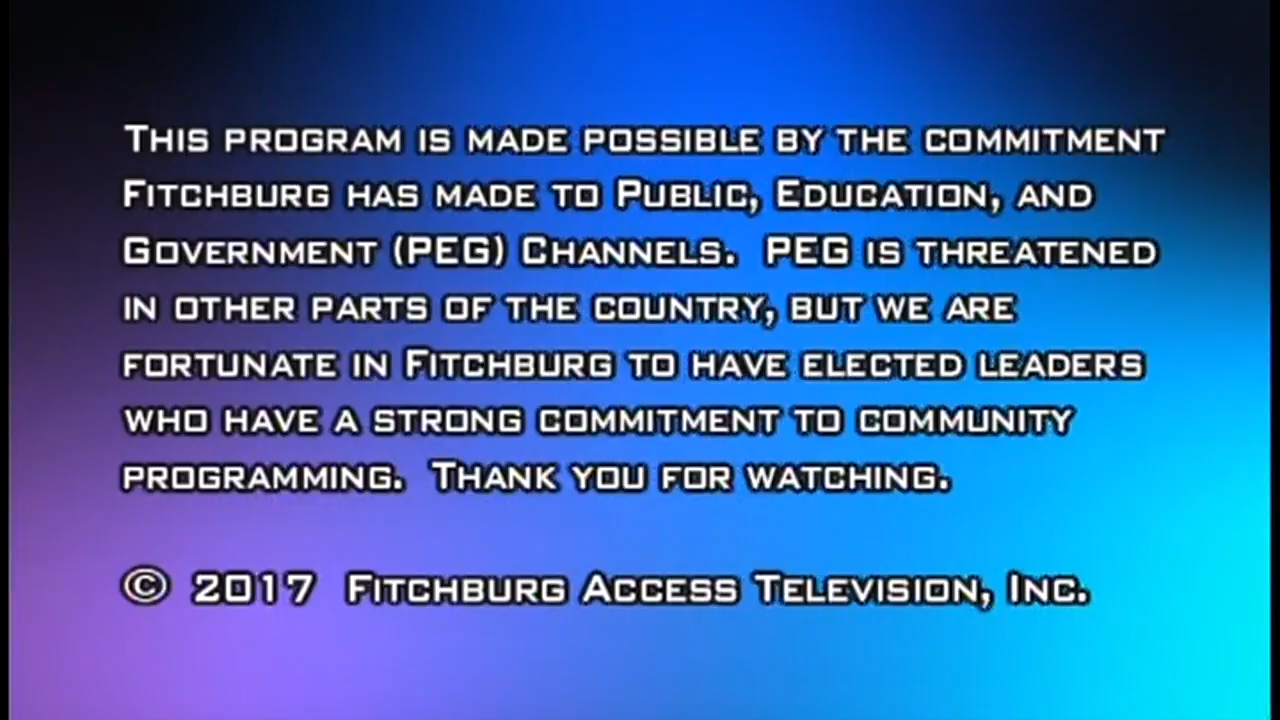 This program is made possible by the commitment
Fitchburg has made to Public, Education, and
Government (PEG) Channels.  PEG is threatened
in other parts of the country, but we are
fortunate in Fitchburg to have elected leaders
who have a strong commitment to community
programming.  Thank you for watching.
© 2017  Fitchburg Access Television, Inc.